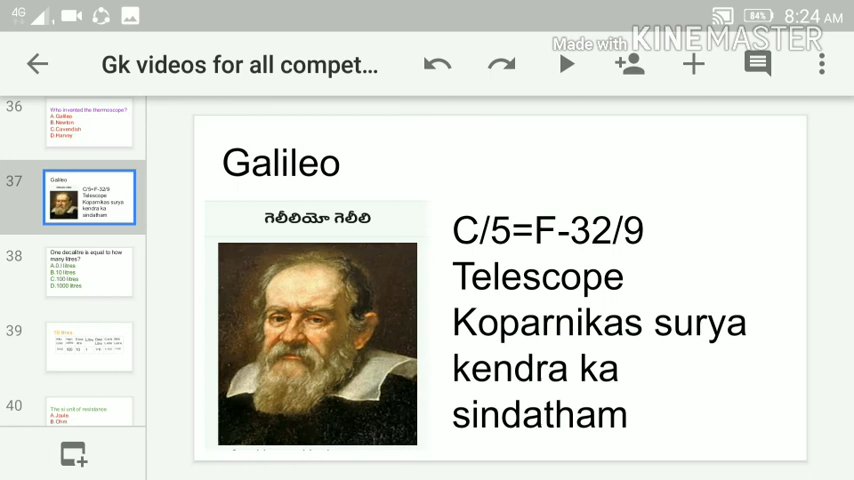 4G
84%
8:24 AM
Made with KINEMASTER
Gk videos for all compet...
36
Who invented the thermoscope?
A.Galileo
B.Newton
C.Cavendish
D.Harvey
37
Galileo
C/5=F-32/9
Telescope
Koparnikas surya
kendra ka
sindatham
38
One decalitre is equal to how
many litres?
A.0.l litres
B.10 litres
C.100 litres
D.1000 litres
39
10 litres
40
The si unit of resistance
A.Joule
B.Ohm
Galileo
గెలీలియో గెలీలి
C/5=F-32/9
Telescope
Koparnikas surya
kendra ka
sindatham